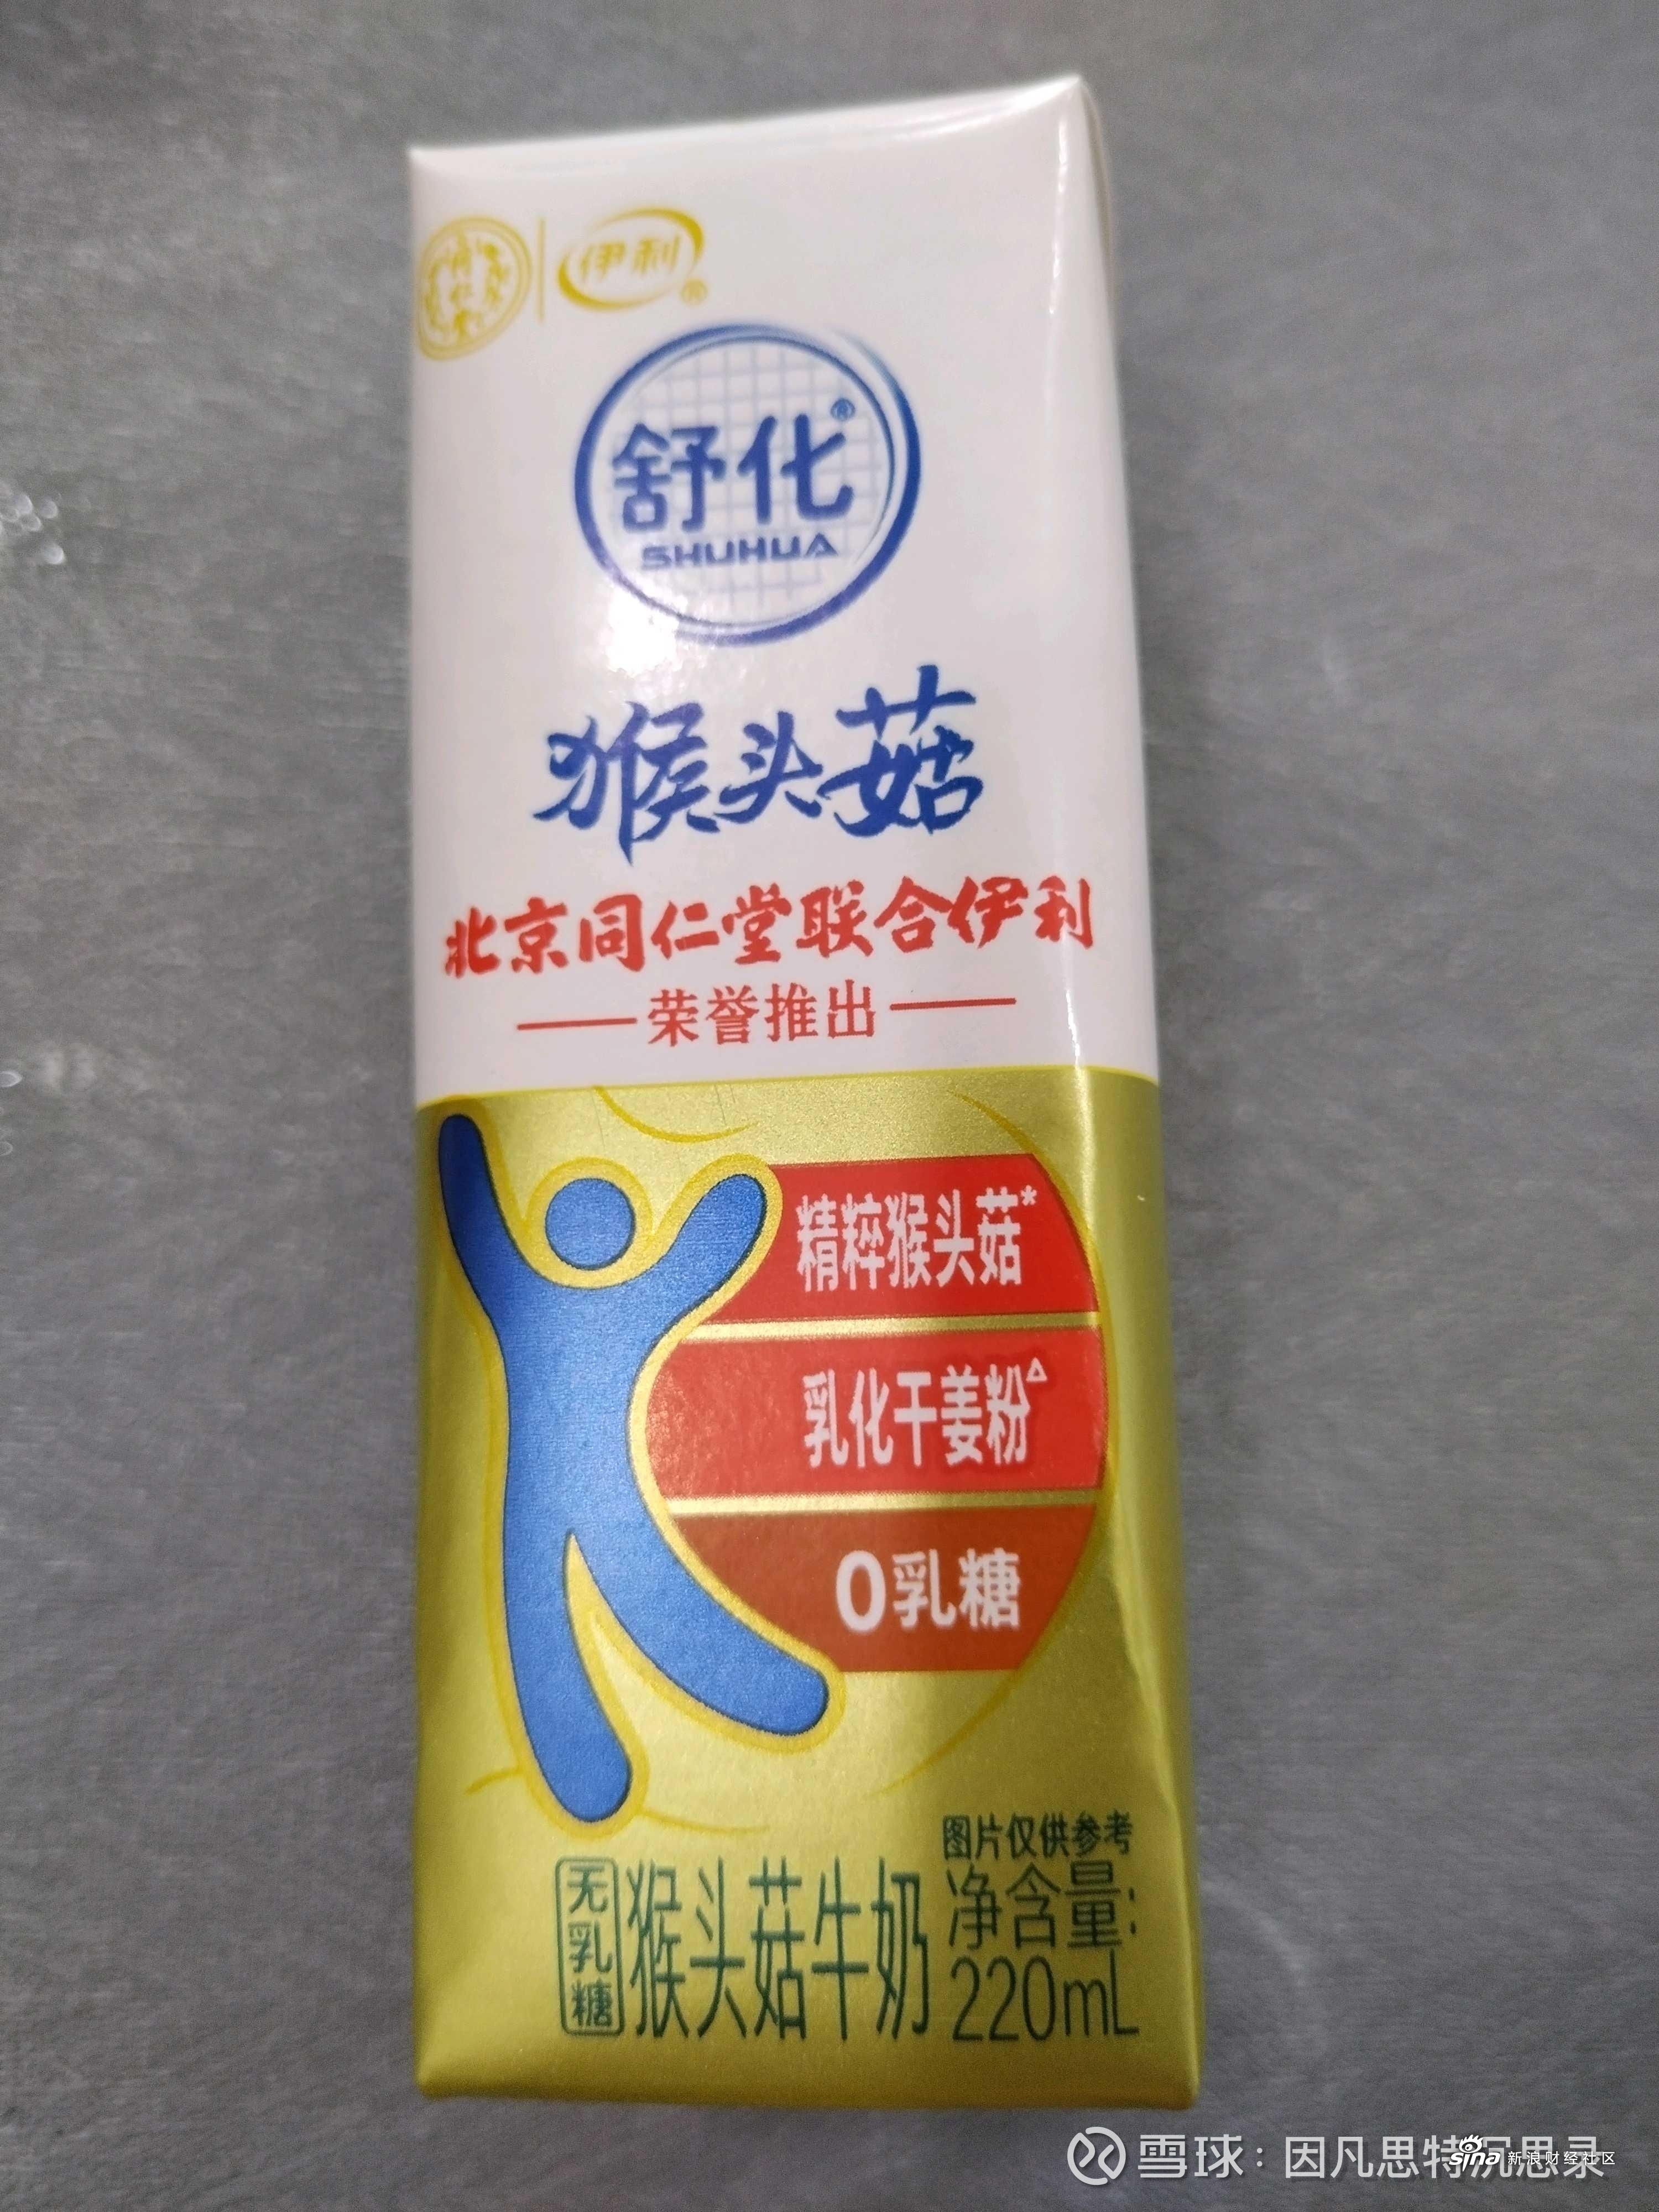 同仁堂
伊利®
舒化®
SHUHUA
猴头菇
北京同仁堂联合伊利
荣誉推出
精粹猴头菇*
乳化干姜粉△
0乳糖
图片仅供参考
无乳糖
猴头菇牛奶
净含量:
220mL
雪球：因凡思特沉思录
sina 新浪财经社区